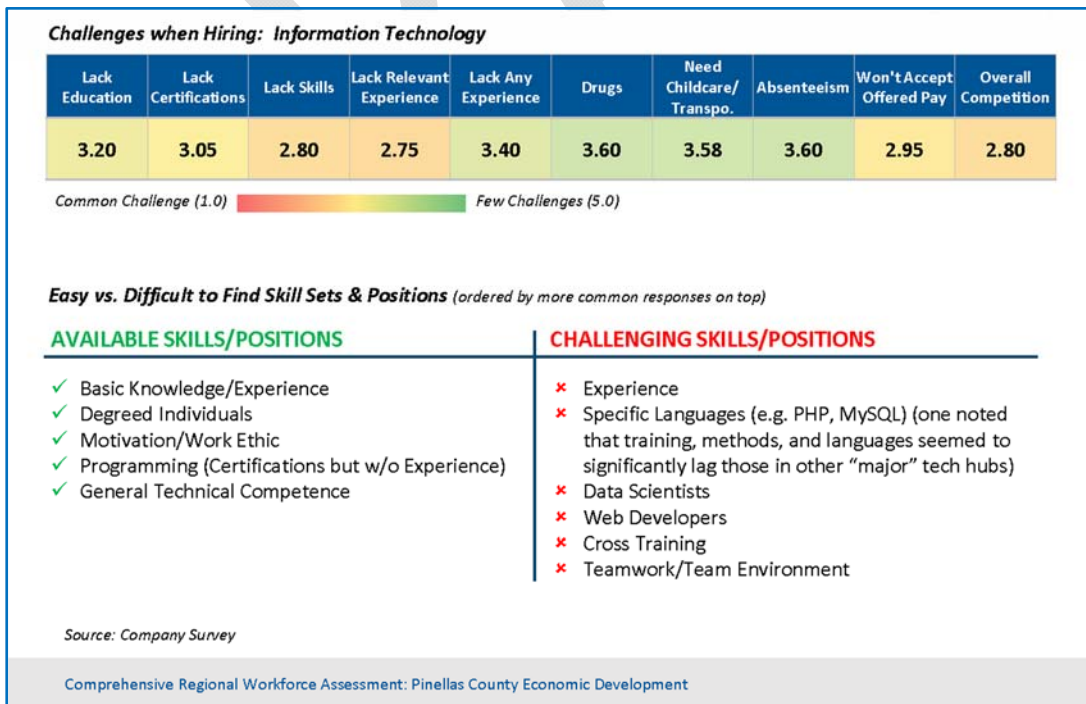 Challenges when Hiring: Information Technology
Lack Education
Lack Certifications
Lack Skills
Lack Relevant Experience
Lack Any Experience
Drugs
Need Childcare/ Transpo.
Absenteeism
Won't Accept Offered Pay
Overall Competition
3.20 3.05 2.80 2.75 3.40 3.60 3.58 3.60 2.95 2.80
Common Challenge (1.0) Few Challenges (5.0)
Easy vs. Difficult to Find Skill Sets & Positions (ordered by more common responses on top)
AVAILABLE SKILLS/POSITIONS
✓ Basic Knowledge/Experience
✓ Degreed Individuals
✓ Motivation/Work Ethic
✓ Programming (Certifications but w/o Experience)
✓ General Technical Competence
CHALLENGING SKILLS/POSITIONS
× Experience
× Specific Languages (e.g. PHP, MySQL) (one noted
that training, methods, and languages seemed to
significantly lag those in other “major” tech hubs)
× Data Scientists
× Web Developers
× Cross Training
× Teamwork/Team Environment
Source: Company Survey
Comprehensive Regional Workforce Assessment: Pinellas County Economic Development